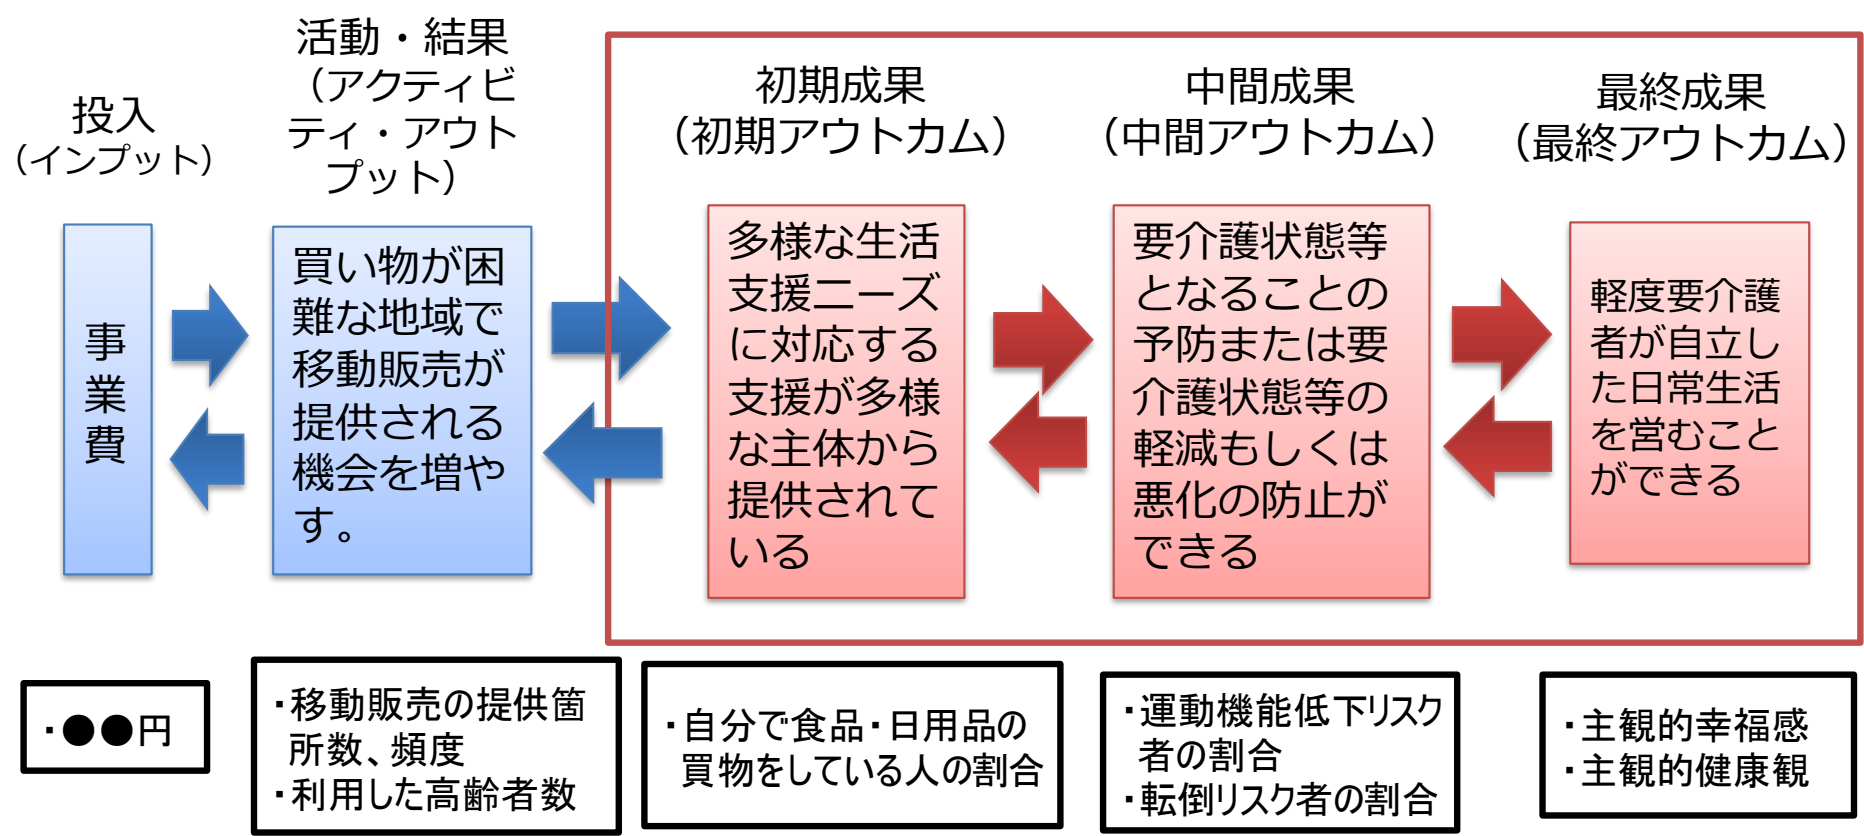 投入
（インプット）
活動・結果
（アクティビ
ティ・アウト
プット）
初期成果
（初期アウトカム）
中間成果
（中間アウトカム）
最終成果
（最終アウトカム）
事
業
費
買い物が困
難な地域で
移動販売が
提供される
機会を増や
す。
多様な生活
支援ニーズ
に対応する
支援が多様
な主体から
提供されて
いる
要介護状態等
となることの
予防または要
介護状態等の
軽減もしくは
悪化の防止が
できる
軽度要介護
者が自立し
た日常生活
を営むこと
ができる
・●●円
・移動販売の提供箇
所数、頻度
・利用した高齢者数
・自分で食品・日用品の
買物をしている人の割合
・運動機能低下リスク
者の割合
・転倒リスク者の割合
・主観的幸福感
・主観的健康観